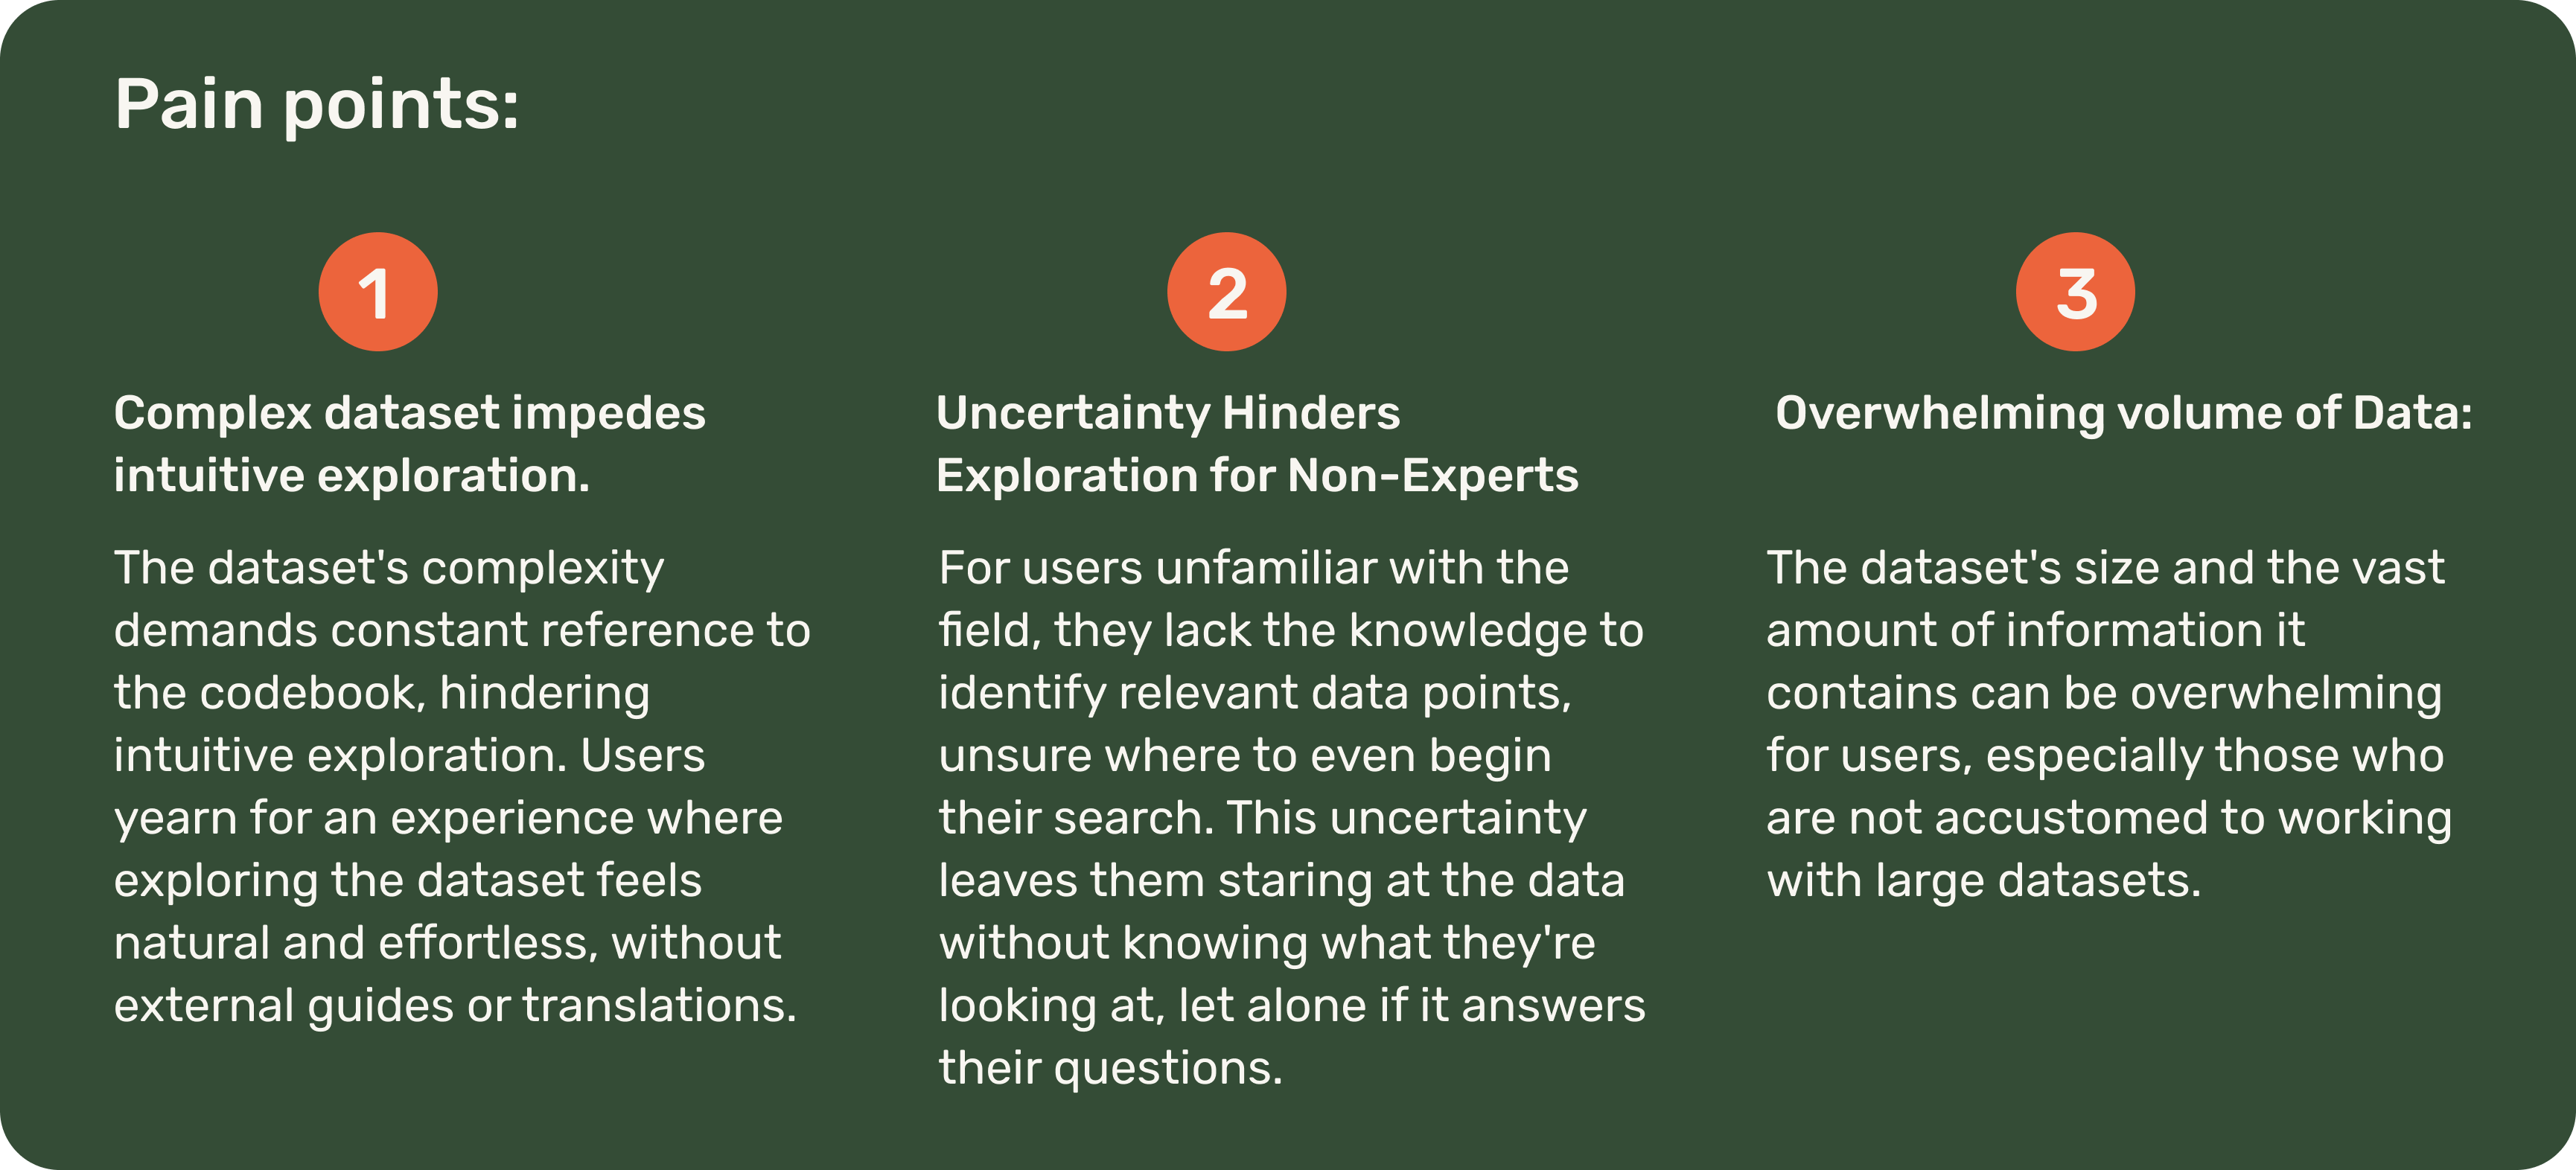 Pain points:
1
Complex dataset impedes
intuitive exploration.
The dataset's complexity
demands constant reference to
the codebook, hindering
intuitive exploration. Users
yearn for an experience where
exploring the dataset feels
natural and effortless, without
external guides or translations.
2
Uncertainty Hinders
Exploration for Non-Experts
For users unfamiliar with the
field, they lack the knowledge to
identify relevant data points,
unsure where to even begin
their search. This uncertainty
leaves them staring at the data
without knowing what they're
looking at, let alone if it answers
their questions.
3
Overwhelming volume of Data:
The dataset's size and the vast
amount of information it
contains can be overwhelming
for users, especially those who
are not accustomed to working
with large datasets.